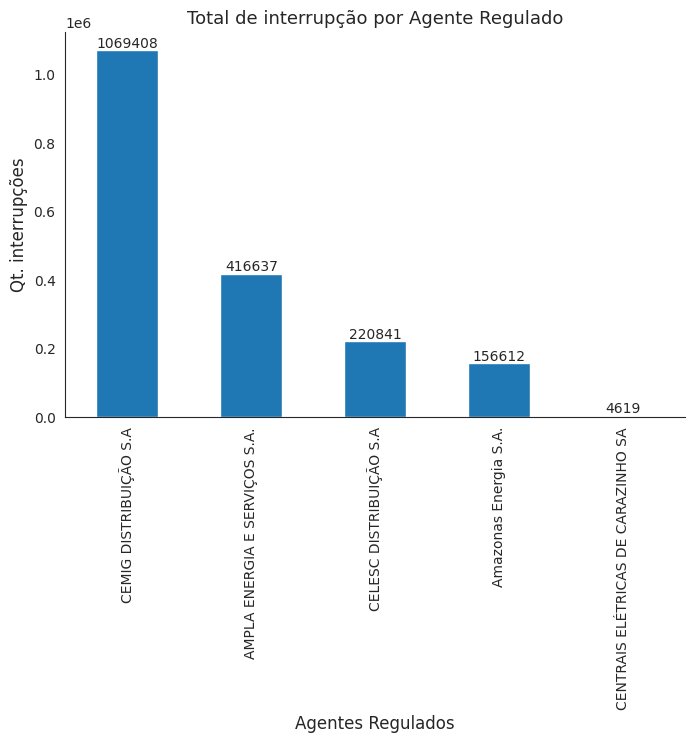 Total de interrupção por Agente Regulado
1e6
1069408
416637
220841
156612
4619
1.0
0.8
0.6
0.4
0.2
0.0
Qt. interrupções
CEMIG DISTRIBUIÇÃO S.A
AMPLA ENERGIA E SERVIÇOS S.A.
CELESC DISTRIBUIÇÃO S.A
Amazonas Energia S.A.
CENTRAIS ELÉTRICAS DE CARAZINHO SA
Agentes Regulados